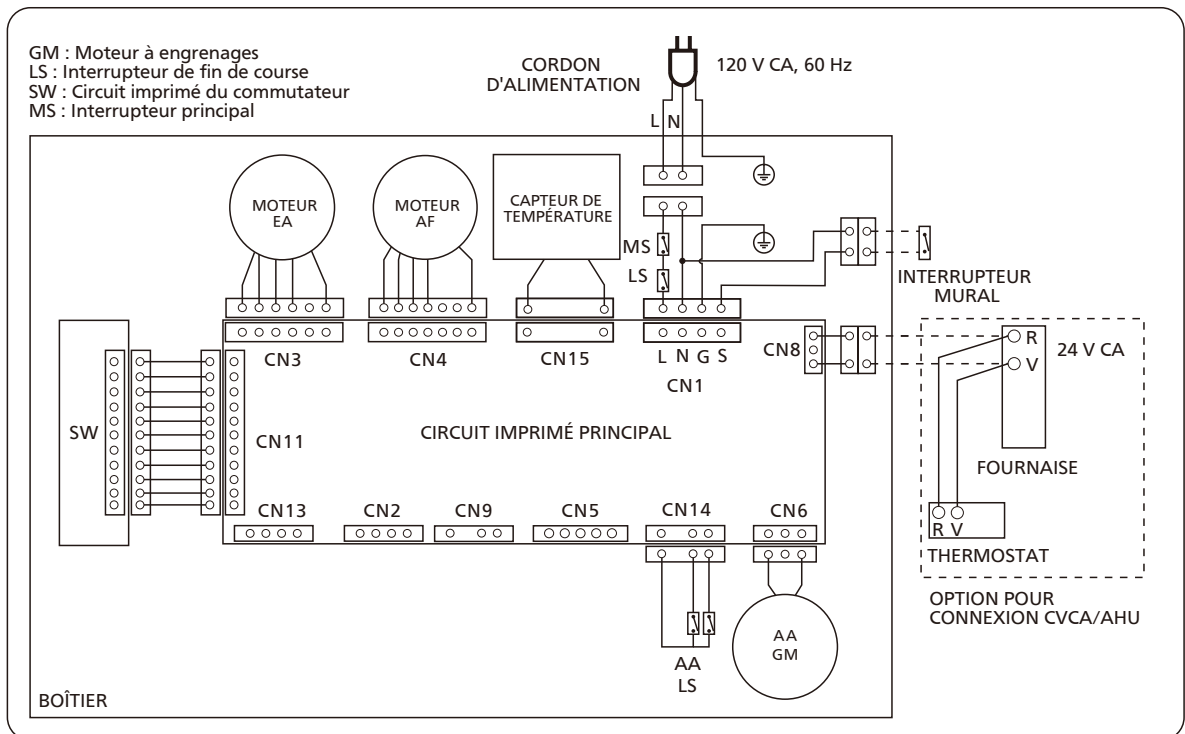 GM : Moteur à engrenages
LS : Interrupteur de fin de course
SW : Circuit imprimé du commutateur
MS : Interrupteur principal
CORDON
D'ALIMENTATION
120 V CA, 60 Hz
L N
MOTEUR
EA
MOTEUR
AF
CAPTEUR DE
TEMPÉRATURE
MS
LS
INTERRUPTEUR
MURAL
CN3
CN4
CN15
L N G S
CN1
CN8
R
V
24 V CA
FOURNAISE
SW
CN11
CIRCUIT IMPRIMÉ PRINCIPAL
CN13
CN2
CN9
CN5
CN14
CN6
R V
THERMOSTAT
OPTION POUR
CONNEXION CVCA/AHU
AA
LS
AA
GM
BOÎTIER